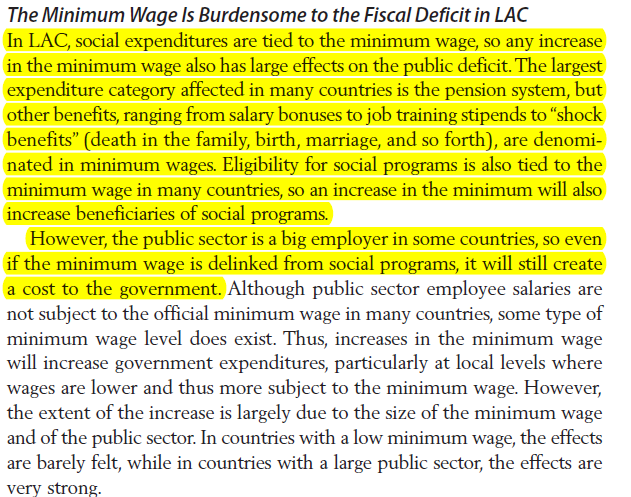 The Minimum Wage Is Burdensome to the Fiscal Deficit in LAC
In LAC, social expenditures are tied to the minimum wage, so any increase
in the minimum wage also has large effects on the public deficit. The largest
expenditure category affected in many countries is the pension system, but
other benefits, ranging from salary bonuses to job training stipends to “shock
benefits” (death in the family, birth, marriage, and so forth), are denomi-
nated in minimum wages. Eligibility for social programs is also tied to the
minimum wage in many countries, so an increase in the minimum will also
increase beneficiaries of social programs.
However, the public sector is a big employer in some countries, so even
if the minimum wage is delinked from social programs, it will still create
a cost to the government. Although public sector employee salaries are
not subject to the official minimum wage in many countries, some type of
minimum wage level does exist. Thus, increases in the minimum wage
will increase government expenditures, particularly at local levels where
wages are lower and thus more subject to the minimum wage. However,
the extent of the increase is largely due to the size of the minimum wage
and of the public sector. In countries with a low minimum wage, the effects
are barely felt, while in countries with a large public sector, the effects are
very strong.